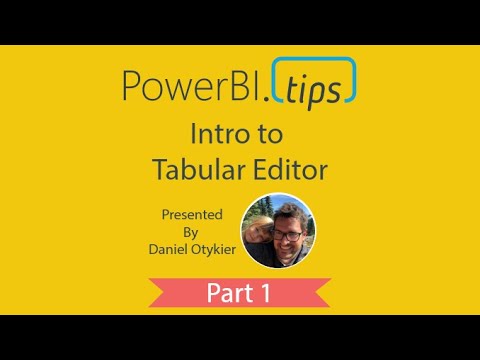 PowerBI.tips
Intro to
Tabular Editor
Presented
By
Daniel Otykier
Part 1